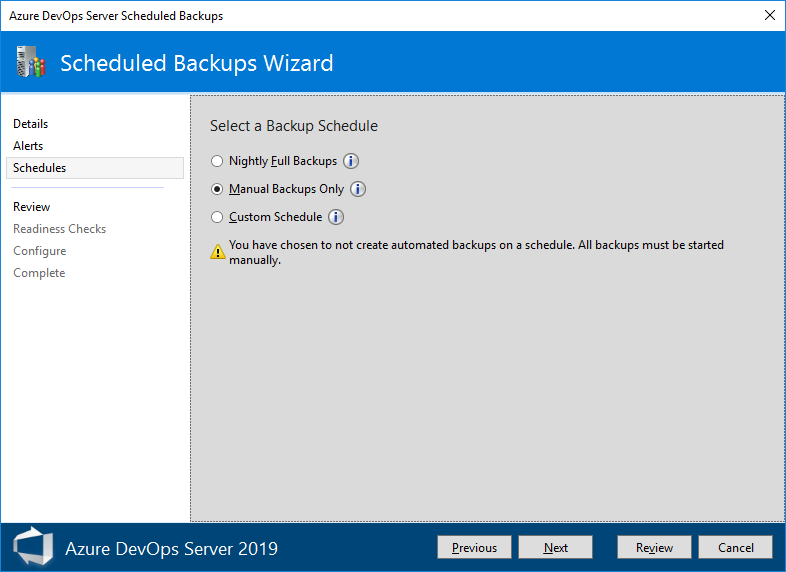 Azure DevOps Server Scheduled Backups
Scheduled Backups Wizard
Details
Alerts
Schedules
Review
Readiness Checks
Configure
Complete
Select a Backup Schedule
Nightly Full Backups
Manual Backups Only
Custom Schedule
You have chosen to not create automated backups on a schedule. All backups must be started
manually.
Azure DevOps Server 2019
Previous
Next
Review
Cancel